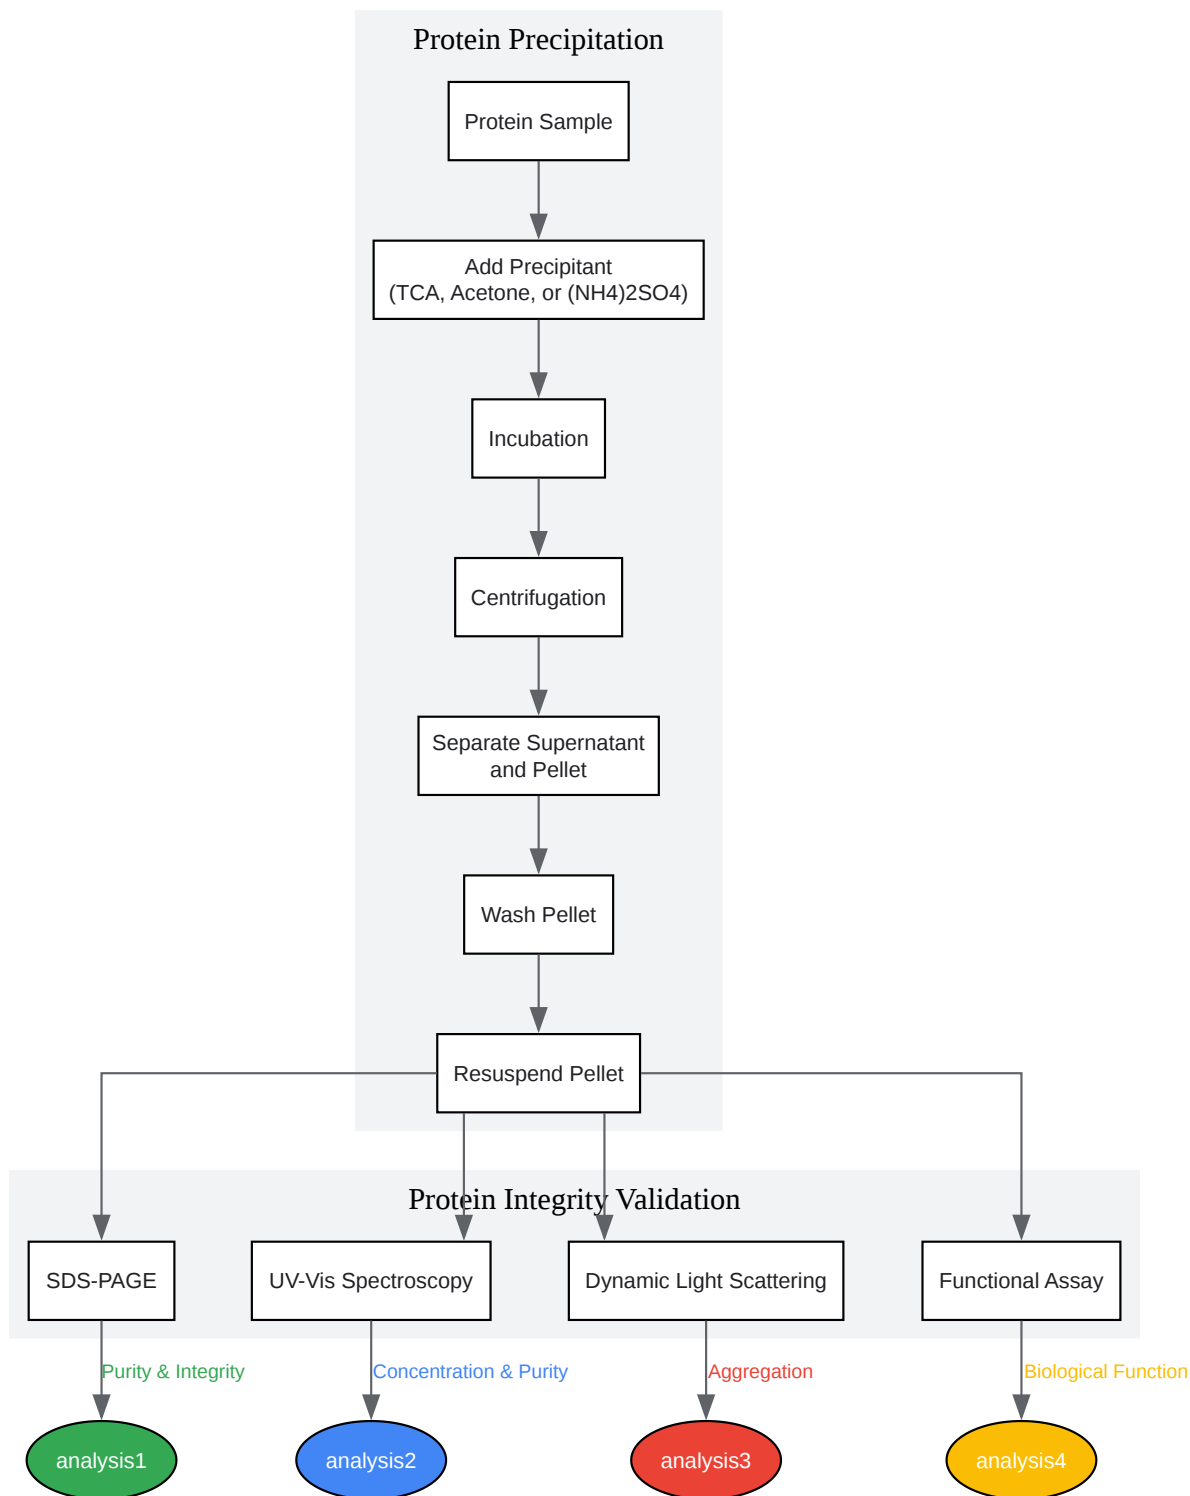 Protein Precipitation
Protein Sample
Add Precipitant
(TCA, Acetone, or (NH4)2SO4)
Incubation
Centrifugation
Separate Supernatant
and Pellet
Wash Pellet
Resuspend Pellet
Protein Integrity Validation
SDS-PAGE
UV-Vis Spectroscopy
Dynamic Light Scattering
Functional Assay
Purity & Integrity
Concentration & Purity
Aggregation
Biological Function
analysis1
analysis2
analysis3
analysis4